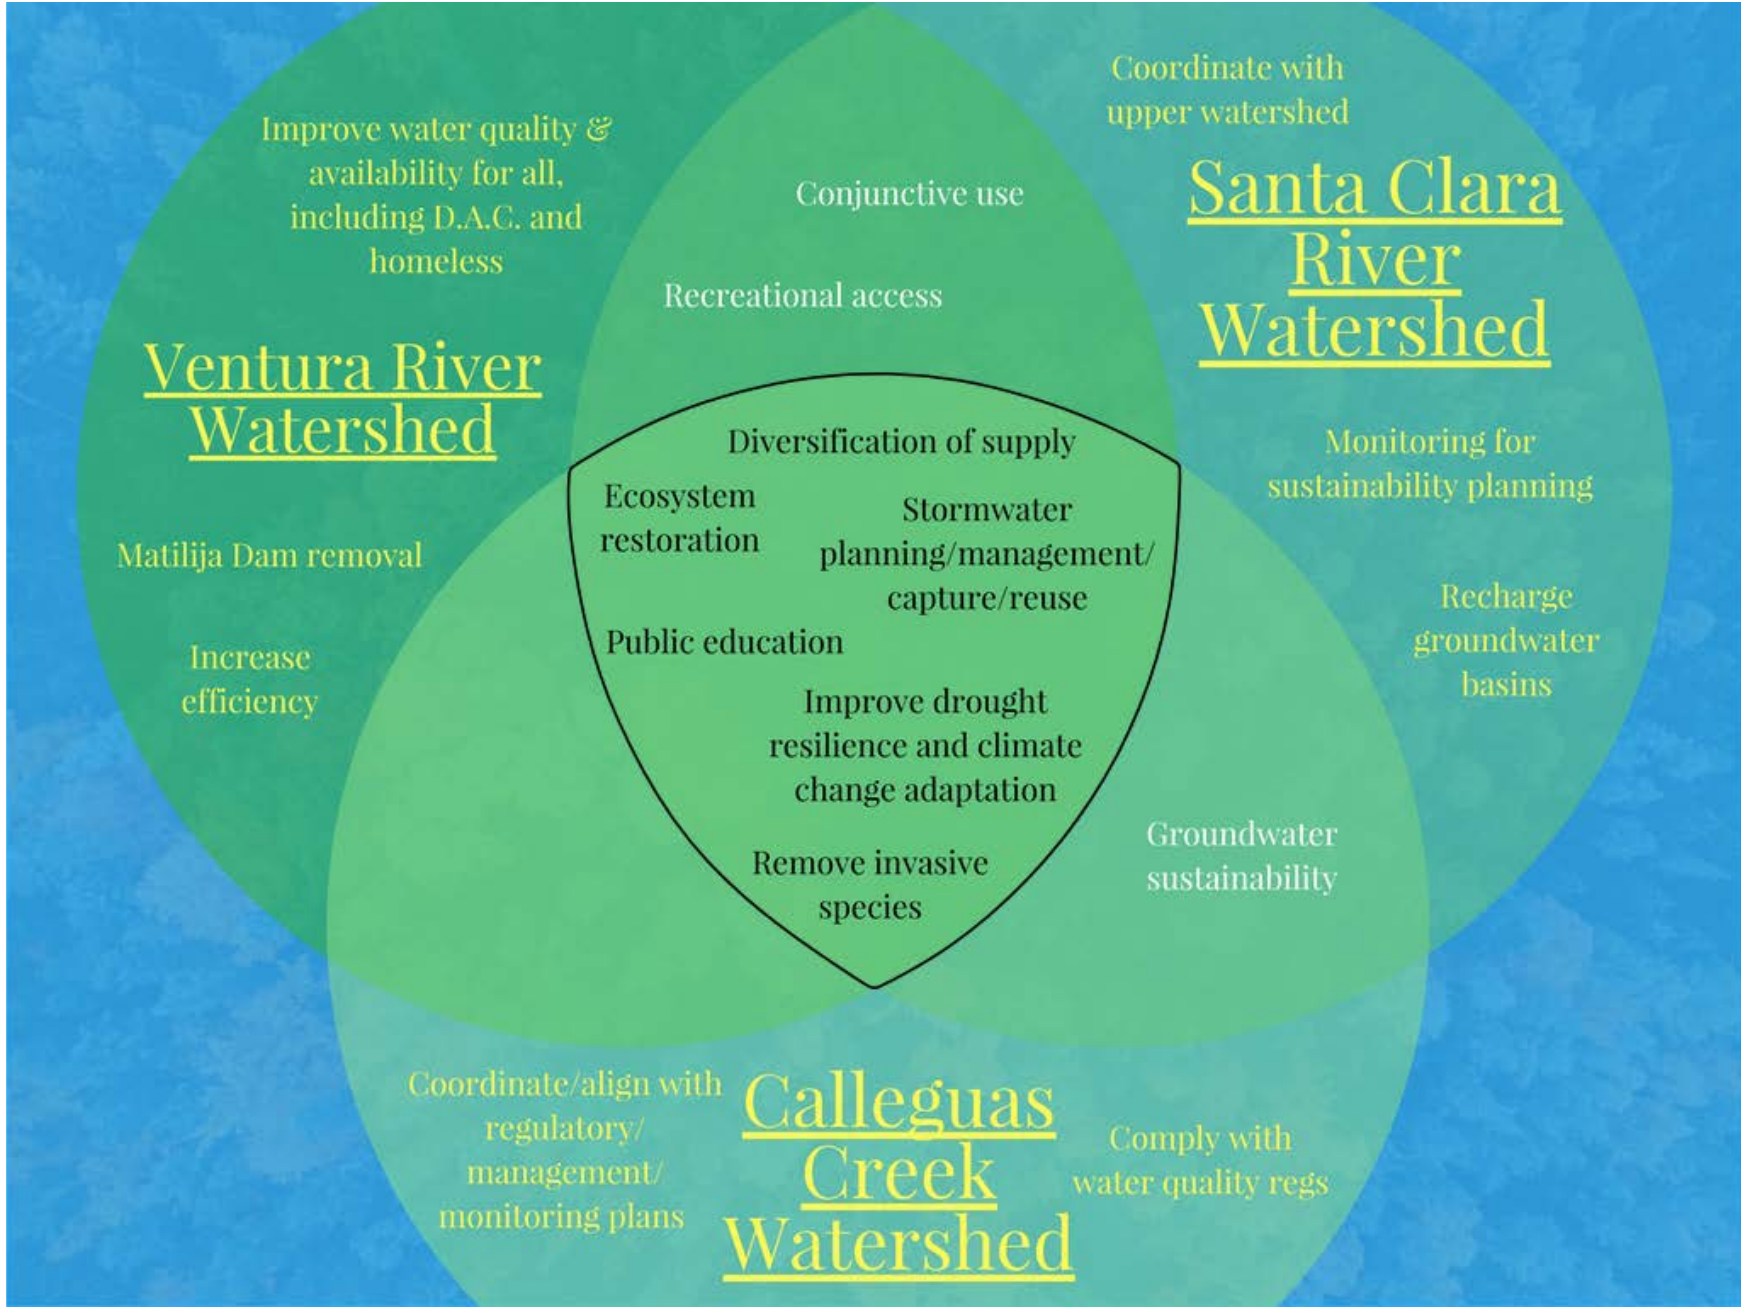 Improve water quality &
availability for all,
including D.A.C. and
homeless
Ventura River
Watershed
Matilija Dam removal
Increase
efficiency
Conjunctive use
Recreational access
Coordinate with
upper watershed
Santa Clara
River
Watershed
Monitoring for
sustainability planning
Recharge
groundwater
basins
Diversification of supply
Ecosystem
restoration
Stormwater
planning/management/
capture/reuse
Public education
Improve drought
resilience and climate
change adaptation
Remove invasive
species
Groundwater
sustainability
Coordinate/align with
regulatory/
management/
monitoring plans
Calleguas
Creek
Watershed
Comply with
water quality regs